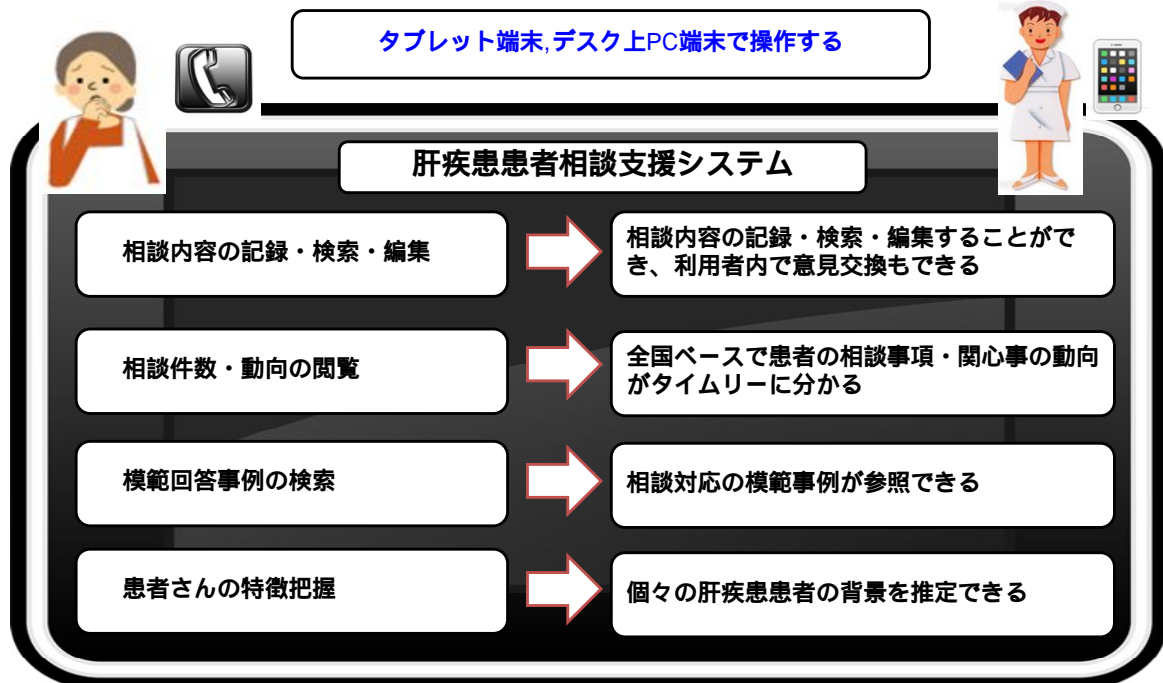 タブレット端末,デスク上PC端末で操作する
肝疾患患者相談支援システム
相談内容の記録・検索・編集
相談内容の記録・検索・編集することがで
き、利用者内で意見交換もできる
相談件数・動向の閲覧
全国ベースで患者の相談事項・関心事の動向
がタイムリーに分かる
模範回答事例の検索
相談対応の模範事例が参照できる
患者さんの特徴把握
個々の肝疾患患者の背景を推定できる